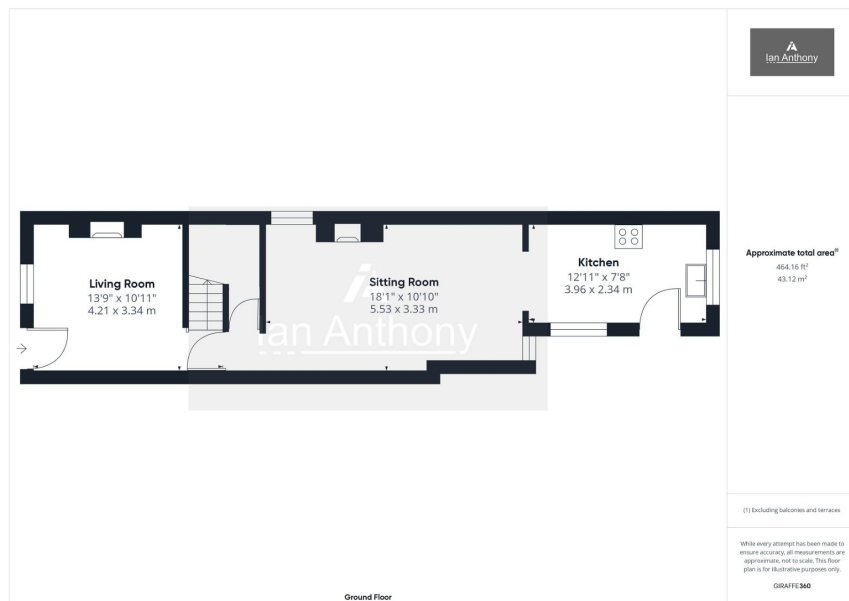 Ian Anthony
Living Room
13'9" x 10'11"
4.21 x 3.34 m
Sitting Room
18'1" x 10'10"
5.53 x 3.33 m
Kitchen
12'11" x 7'8"
3.96 x 2.34 m
Ian Anthony
Approximate total area⁽¹⁾
464.16 ft²
43.12 m²
(1) Excluding balconies and terraces
While every attempt has been made to
ensure accuracy, all measurements are
approximate, not to scale. This floor
plan is for illustrative purposes only.
GIRAFFE360
Ground Floor